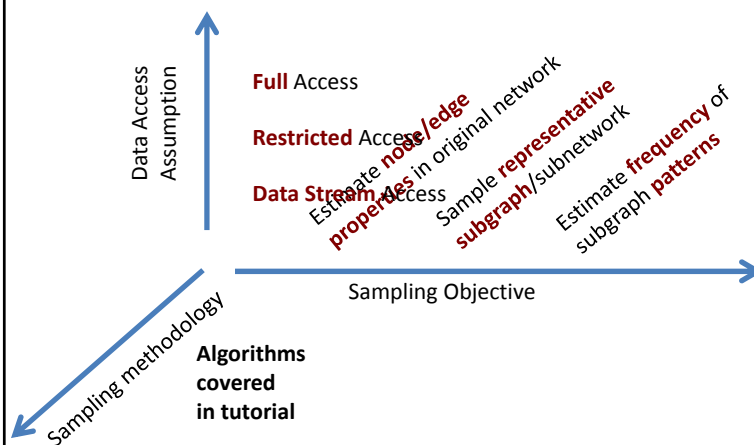 Data Access
Assumption
Full Access
Restricted Access
Data Stream Access
Estimate node/edge
properties in original network
Sample representative
subgraph/subnetwork
Estimate frequency of
subgraph patterns
Sampling Objective
Sampling methodology
Algorithms
covered
in tutorial